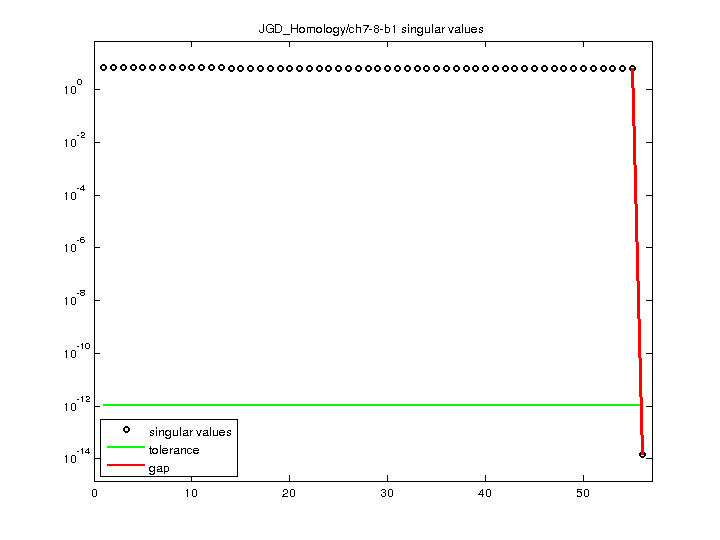 JGD_Homology/ch7-8-b1 singular values
10^0
10^-2
10^-4
10^-6
10^-8
10^-10
10^-12
10^-14
singular values
tolerance
gap
0 10 20 30 40 50